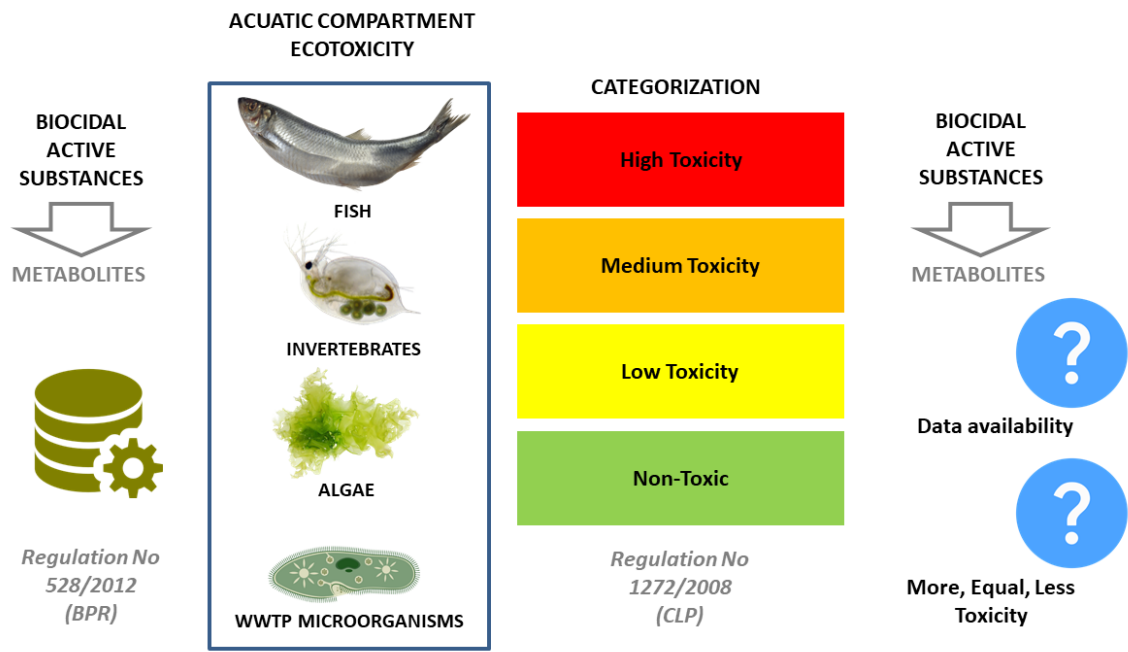 ACUATIC COMPARTMENT
ECOTOXICITY
BIOCIDAL
ACTIVE
SUBSTANCES
METABOLITES
Regulation No
528/2012
(BPR)
FISH
INVERTEBRATES
ALGAE
WWTP MICROORGANISMS
CATEGORIZATION
High Toxicity
Medium Toxicity
Low Toxicity
Non-Toxic
Regulation No
1272/2008
(CLP)
BIOCIDAL
ACTIVE
SUBSTANCES
METABOLITES
?
Data availability
?
More, Equal, Less
Toxicity